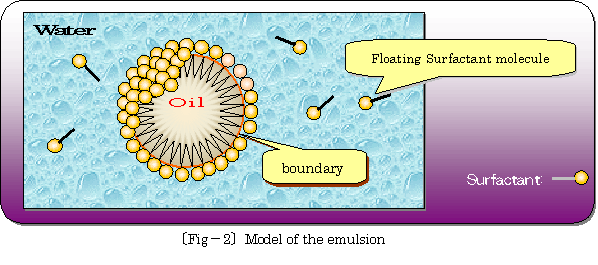 Water
Floating Surfactant molecule
Oil
boundary
Surfactant:
〔Fig－2〕Model of the emulsion